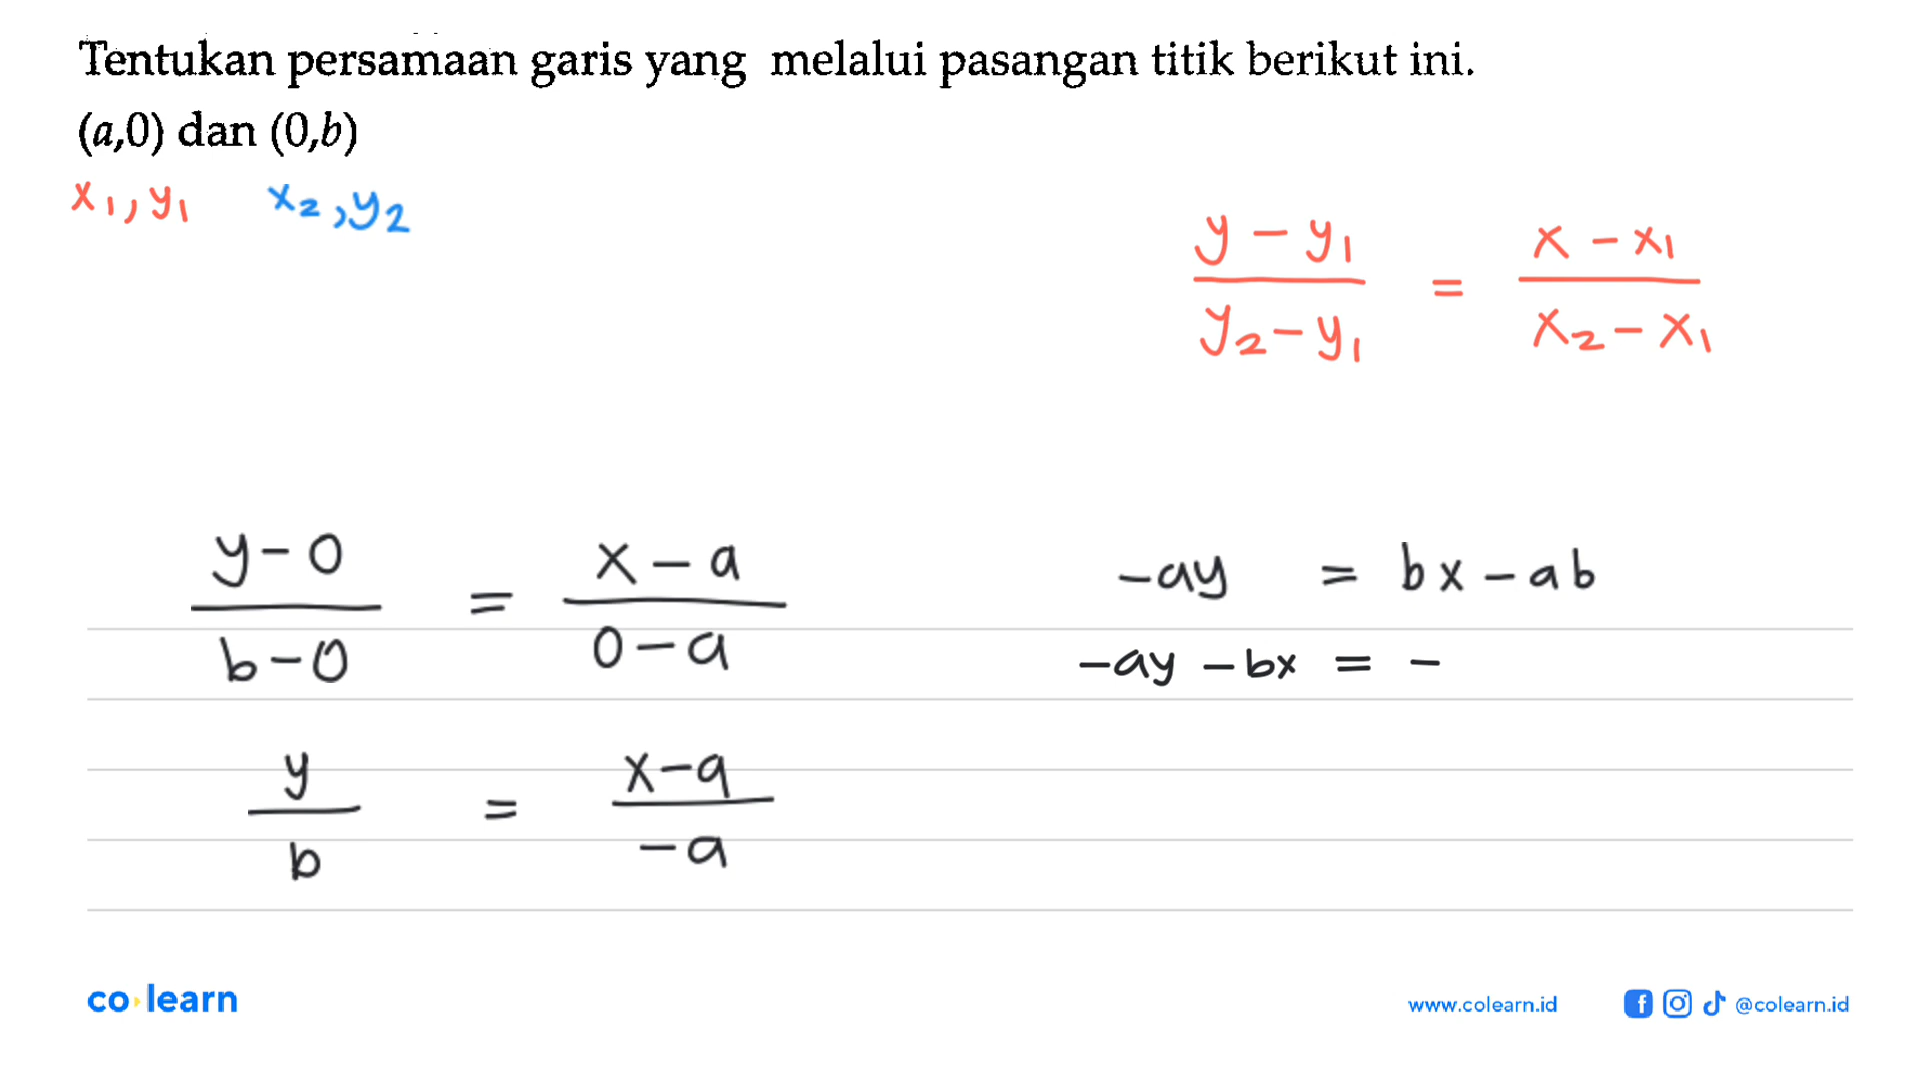 Tentukan persamaan garis yang melalui pasangan titik berikut ini.
(a,0) dan (0,b)
x₁, y₁ x₂, y₂
y - y₁ / y₂ - y₁ = x - x₁ / x₂ - x₁
y - 0 / b - 0 = x - a / 0 - a
y / b = x - a / -a
-ay = bx - ab
-ay - bx = -
co learn
www.colearn.id @colearn.id